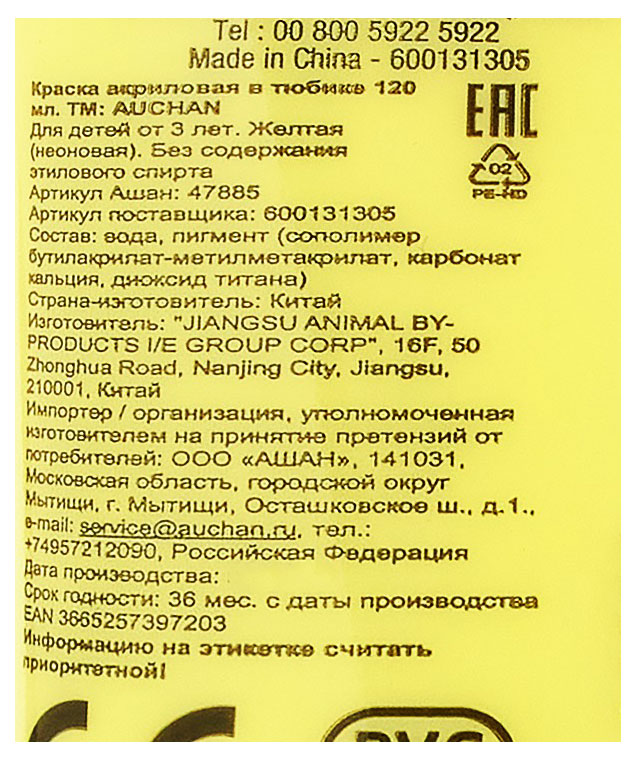 Tel : 00 800 5922 5922
Made in China - 600131305
Краска акриловая в тюбике 120
мл. ТМ: AUCHAN
Для детей от 3 лет. Желтая
(неоновая). Без содержания
этилового спирта
Артикул Ашан: 47885
Артикул поставщика: 600131305
Состав: вода, пигмент (сополимер
бутилакрилат-метилметакрилат, карбонат
кальция, диоксид титана)
Страна-изготовитель: Китай
Изготовитель: "JIANGSU ANIMAL BY-
PRODUCTS I/E GROUP CORP", 16F, 50
Zhonghua Road, Nanjing City, Jiangsu,
210001, Китай
Импортер / организация, уполномоченная
изготовителем на принятие претензий от
потребителей: ООО «АШАН», 141031,
Московская область, городской округ
Мытищи, г. Мытищи, Осташковское ш., д.1.,
e-mail: service@auchan.ru, тел.:
+74957212090, Российская Федерация
Дата производства:
Срок годности: 36 мес. с даты производства
EAN 3665257397203
Информацию на этикетке считать
приоритетной!
EAC
02
PE-HD